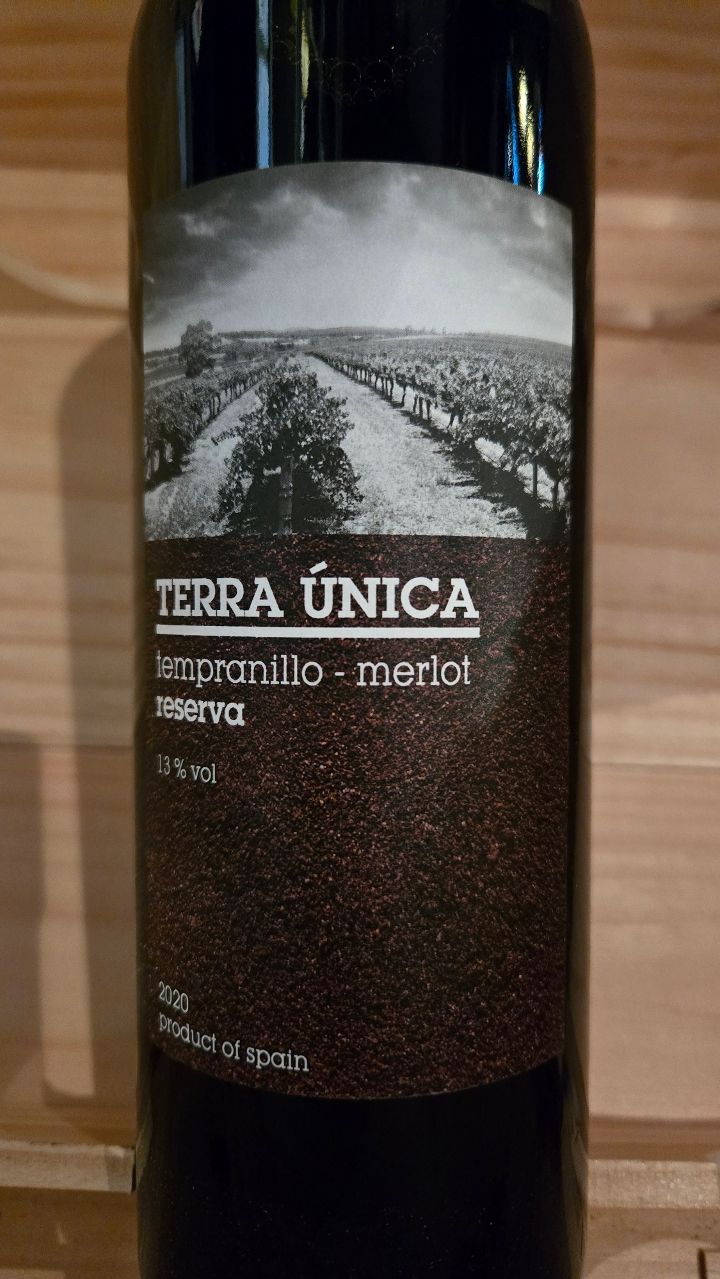 TERRA ÚNICA
tempranillo - merlot
reserva
13 % vol
2020
product of spain